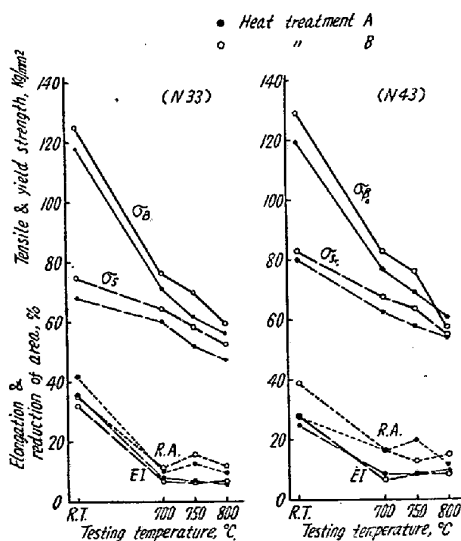 ● Heat treatment A
○ " B
Tensile & yield strength, Kg/mm²
Elongation & reduction of area, %
140
120
100
80
60
40
20
0
(N33)
σB
σS
R.A.
El
R.T. 700 750 800
Testing temperature, °C
140
120
100
80
60
40
20
0
(N43)
σB
σS
R.A.
El
R.T. 700 750 800
Testing temperature, °C